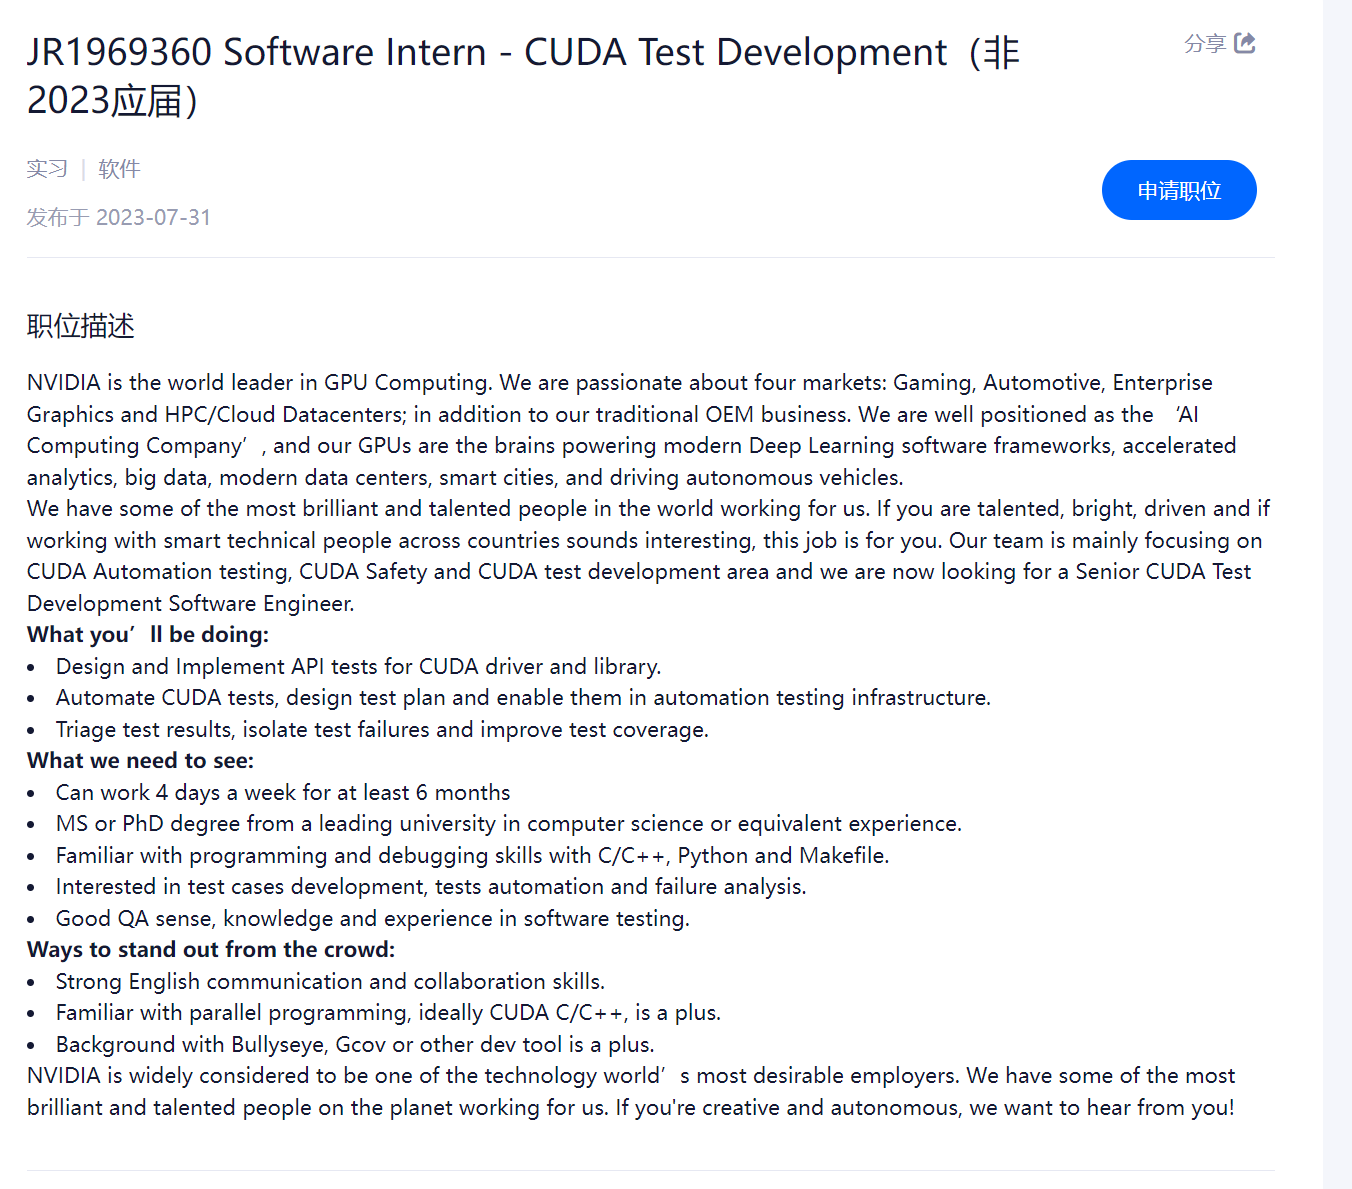 JR1969360 Software Intern - CUDA Test Development（非
2023应届）
分享
实习 | 软件
申请职位
发布于 2023-07-31
职位描述
NVIDIA is the world leader in GPU Computing. We are passionate about four markets: Gaming, Automotive, Enterprise
Graphics and HPC/Cloud Datacenters; in addition to our traditional OEM business. We are well positioned as the ‘AI
Computing Company’, and our GPUs are the brains powering modern Deep Learning software frameworks, accelerated
analytics, big data, modern data centers, smart cities, and driving autonomous vehicles.
We have some of the most brilliant and talented people in the world working for us. If you are talented, bright, driven and if
working with smart technical people across countries sounds interesting, this job is for you. Our team is mainly focusing on
CUDA Automation testing, CUDA Safety and CUDA test development area and we are now looking for a Senior CUDA Test
Development Software Engineer.
What you’ll be doing:
• Design and Implement API tests for CUDA driver and library.
• Automate CUDA tests, design test plan and enable them in automation testing infrastructure.
• Triage test results, isolate test failures and improve test coverage.
What we need to see:
• Can work 4 days a week for at least 6 months
• MS or PhD degree from a leading university in computer science or equivalent experience.
• Familiar with programming and debugging skills with C/C++, Python and Makefile.
• Interested in test cases development, tests automation and failure analysis.
• Good QA sense, knowledge and experience in software testing.
Ways to stand out from the crowd:
• Strong English communication and collaboration skills.
• Familiar with parallel programming, ideally CUDA C/C++, is a plus.
• Background with Bullyseye, Gcov or other dev tool is a plus.
NVIDIA is widely considered to be one of the technology world’s most desirable employers. We have some of the most
brilliant and talented people on the planet working for us. If you're creative and autonomous, we want to hear from you!